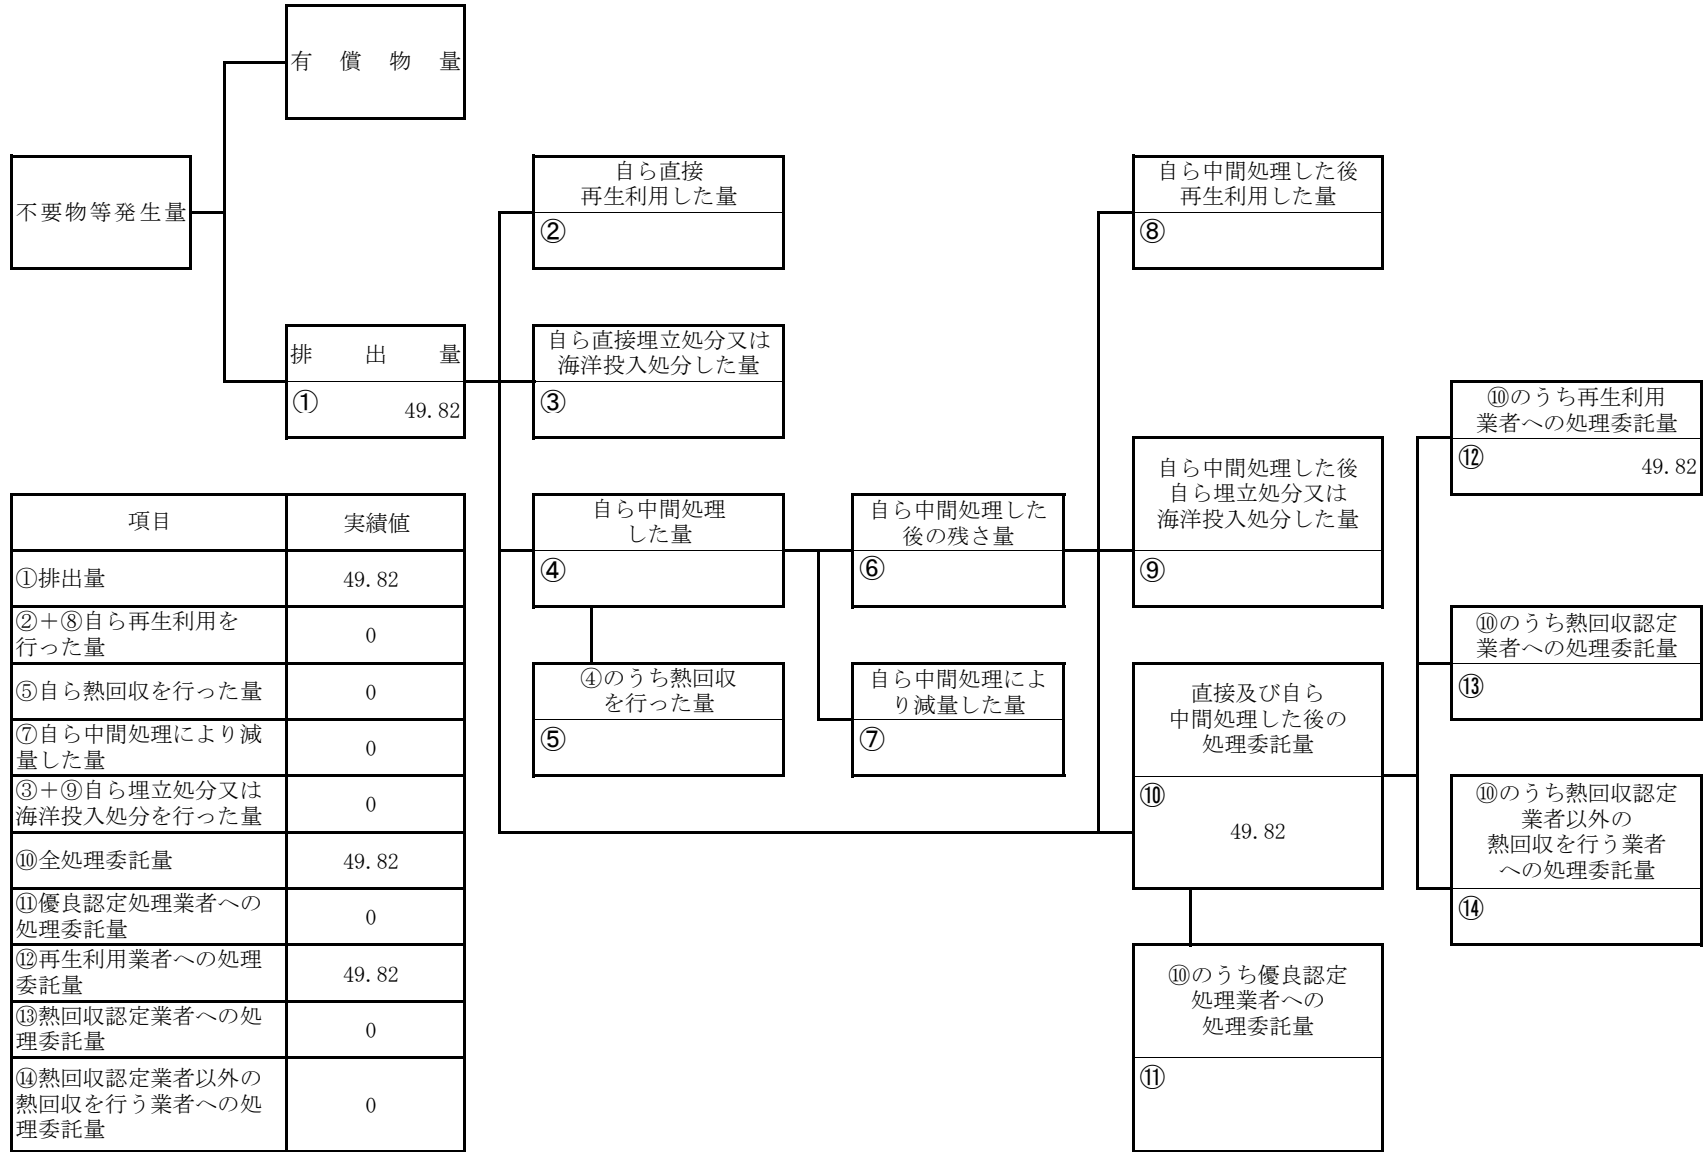 有償物量
不要物等発生量
自ら直接
再生利用した量
②
自ら中間処理した後
再生利用した量
⑧
排出量
①
49.82
自ら直接埋立処分又は
海洋投入処分した量
③
⑩のうち再生利用
業者への処理委託量
⑫
49.82
自ら中間処理した後
自ら埋立処分又は
海洋投入処分した量
⑨
自ら中間処理
した量
④
自ら中間処理した
後の残さ量
⑥
④のうち熱回収
を行った量
⑤
自ら中間処理によ
り減量した量
⑦
直接及び自ら
中間処理した後の
処理委託量
⑩
49.82
⑩のうち熱回収認定
業者への処理委託量
⑬
⑩のうち熱回収認定
業者以外の
熱回収を行う業者
への処理委託量
⑭
⑩のうち優良認定
処理業者への
処理委託量
⑪
項目 実績値
①排出量 49.82
②＋⑧自ら再生利用を
行った量 0
⑤自ら熱回収を行った量 0
⑦自ら中間処理により減
量した量 0
③＋⑨自ら埋立処分又は
海洋投入処分を行った量 0
⑩全処理委託量 49.82
⑪優良認定処理業者への
処理委託量 0
⑫再生利用業者への処理
委託量 49.82
⑬熱回収認定業者への処
理委託量 0
⑭熱回収認定業者以外の
熱回収を行う業者への処
理委託量 0